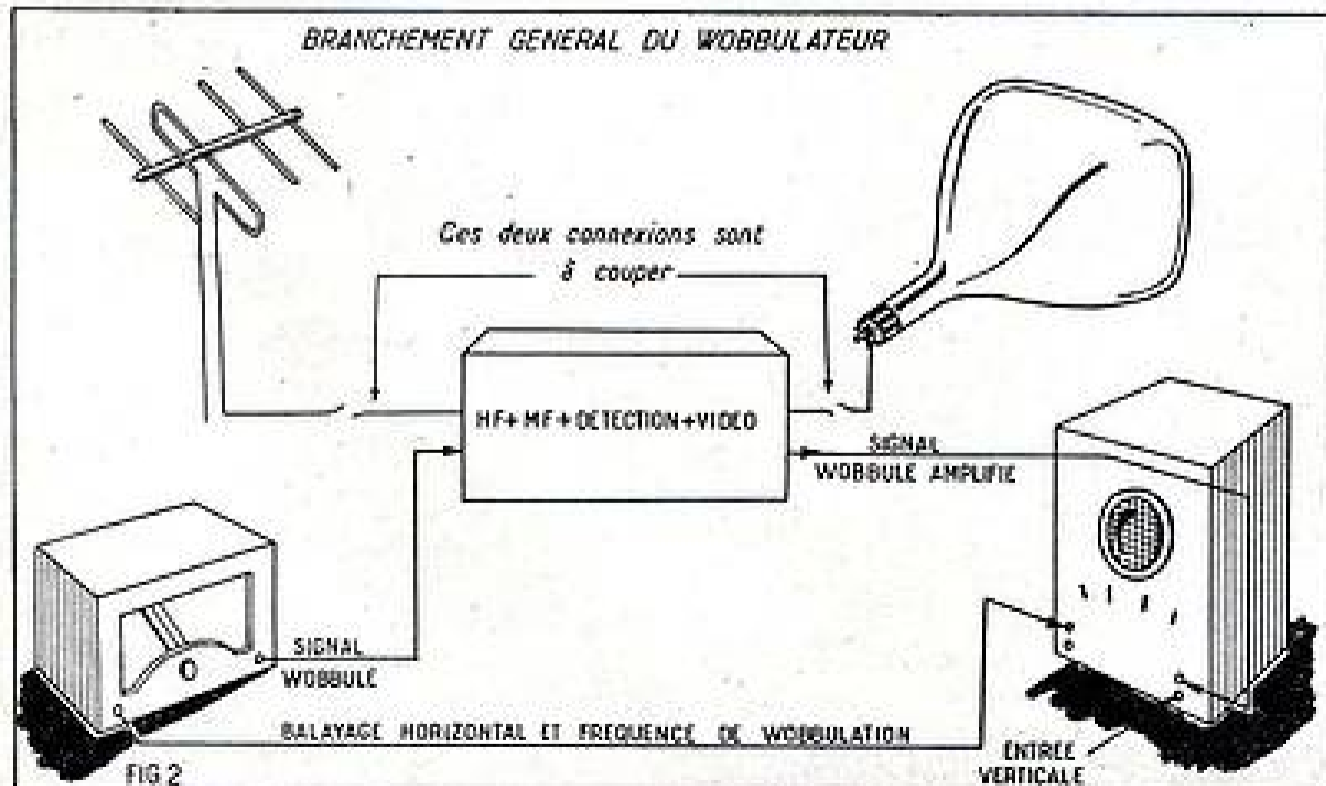 BRANCHEMENT GENERAL DU WOBBULATEUR
Ces deux connexions sont
à couper
HF+MF+DETECTION+VIDEO
SIGNAL
WOBBULE AMPLIFIE
SIGNAL
WOBBULE
BALAYAGE HORIZONTAL ET FREQUENCE DE WOBBULATION
ENTREE
VERTICALE
FIG 2